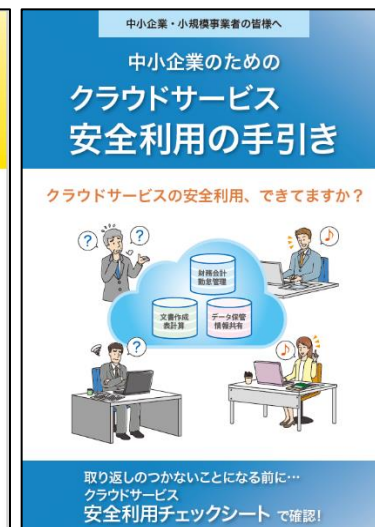 中小企業・小規模事業者の皆様へ
中小企業のための
クラウドサービス
安全利用の手引き
クラウドサービスの安全利用、できてますか?
?
?
♪
財務会計
勤怠管理
文書作成
表計算
データ保管
情報共有
?
♪
取り返しのつかないことになる前に…
クラウドサービス
安全利用チェックシート で確認!